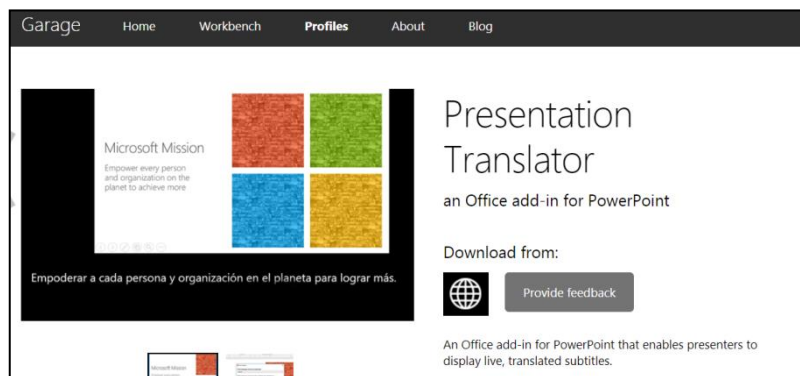 Garage Home Workbench Profiles About Blog
Microsoft Mission
Empower every person
and organization on the
planet to achieve more
Empoderar a cada persona y organización en el planeta para lograr más.
Presentation
Translator
an Office add-in for PowerPoint
Download from:
Provide feedback
An Office add-in for PowerPoint that enables presenters to
display live, translated subtitles.
Microsoft Mission